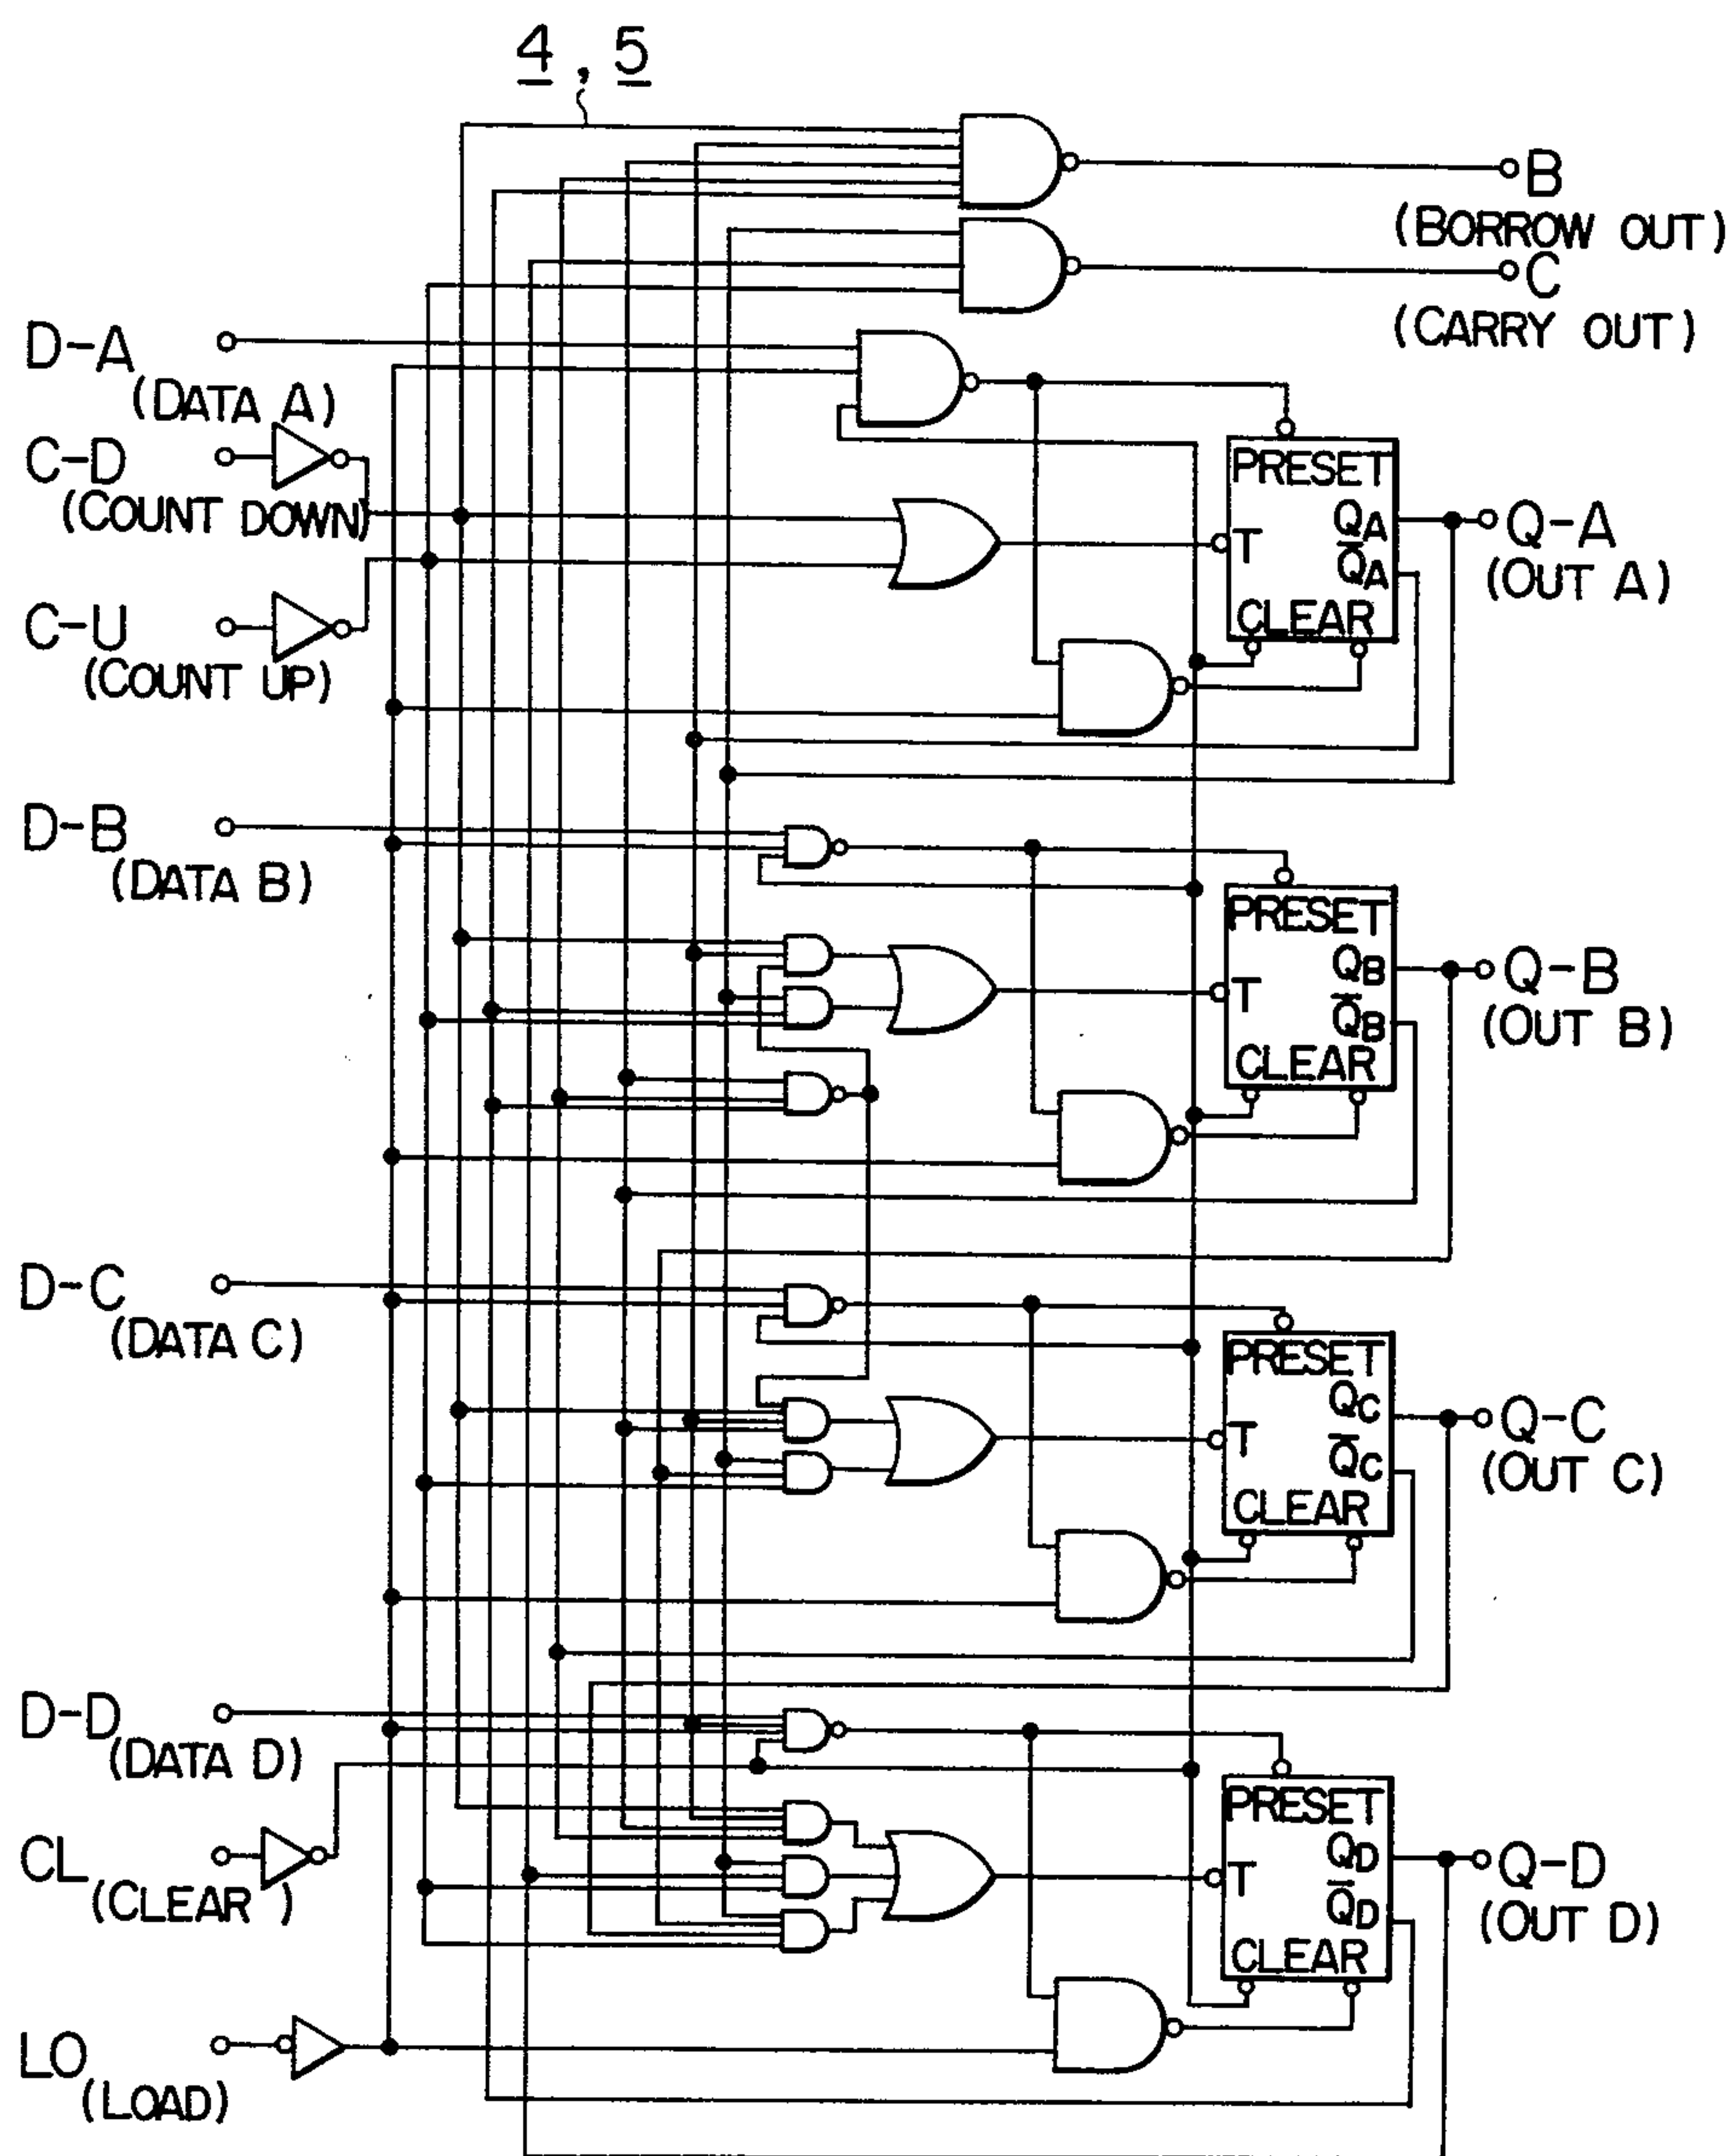 4, 5
B
(BORROW OUT)
C
(CARRY OUT)
D-A
(DATA A)
C-D
(COUNT DOWN)
C-U
(COUNT UP)
PRESET
QA
T
Q̅A
CLEAR
Q-A
(OUT A)
D-B
(DATA B)
PRESET
QB
T
Q̅B
CLEAR
Q-B
(OUT B)
D-C
(DATA C)
PRESET
QC
T
Q̅C
CLEAR
Q-C
(OUT C)
D-D
(DATA D)
CL
(CLEAR )
PRESET
QD
T
Q̅D
CLEAR
Q-D
(OUT D)
LO
(LOAD)